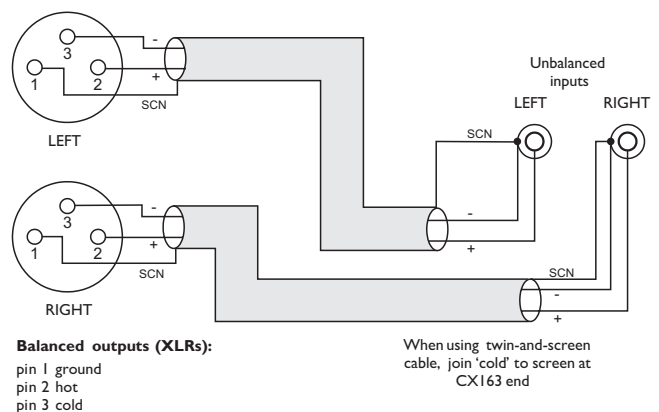 3
-
1
2
+
SCN
LEFT
Unbalanced
inputs
LEFT
RIGHT
SCN
-
+
3
-
1
2
+
SCN
RIGHT
SCN
-
+
Balanced outputs (XLRs):
pin 1 ground
pin 2 hot
pin 3 cold
When using twin-and-screen
cable, join ‘cold’ to screen at
CX163 end